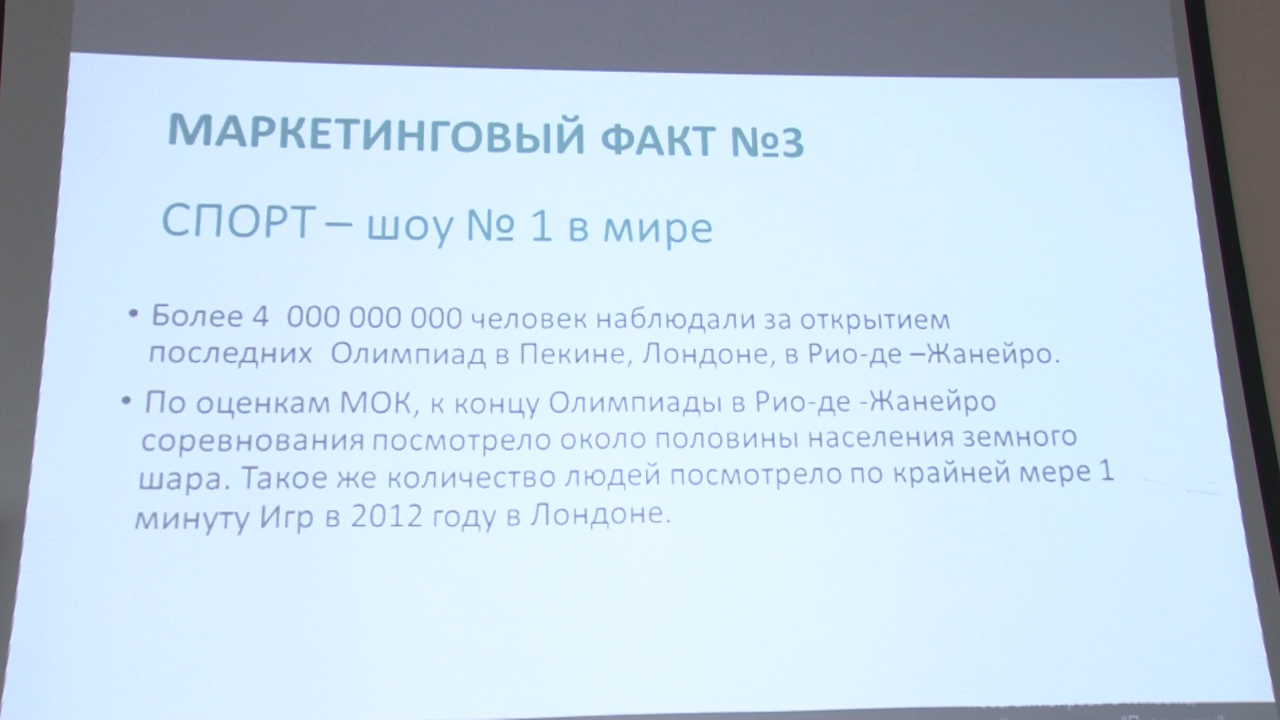 МАРКЕТИНГОВЫЙ ФАКТ №3
СПОРТ – шоу № 1 в мире
• Более 4 000 000 000 человек наблюдали за открытием
последних Олимпиад в Пекине, Лондоне, в Рио-де –Жанейро.
• По оценкам МОК, к концу Олимпиады в Рио-де -Жанейро
соревнования посмотрело около половины населения земного
шара. Такое же количество людей посмотрело по крайней мере 1
минуту Игр в 2012 году в Лондоне.